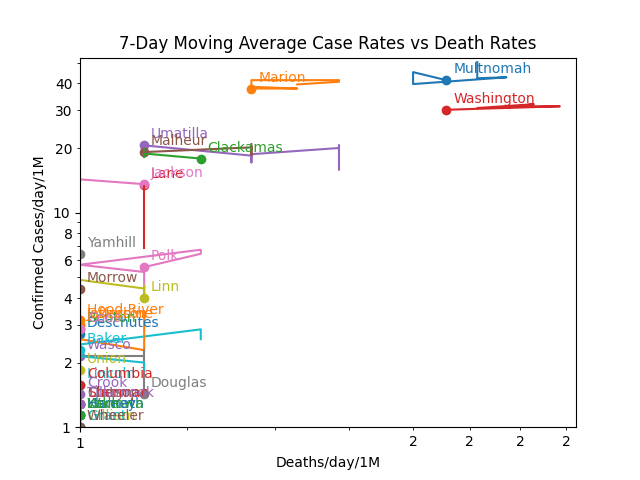 7-Day Moving Average Case Rates vs Death Rates
Confirmed Cases/day/1M
40
30
20
10
8
6
4
3
2
1
Multnomah
Marion
Washington
Umatilla
Malheur
Clackamas
Lane
Jackson
Yamhill
Polk
Morrow
Linn
Hood River
Deschutes
Baker
Wasco
Union
Columbia
Crook
Douglas
Wheeler
1
2
2
2
2
Deaths/day/1M